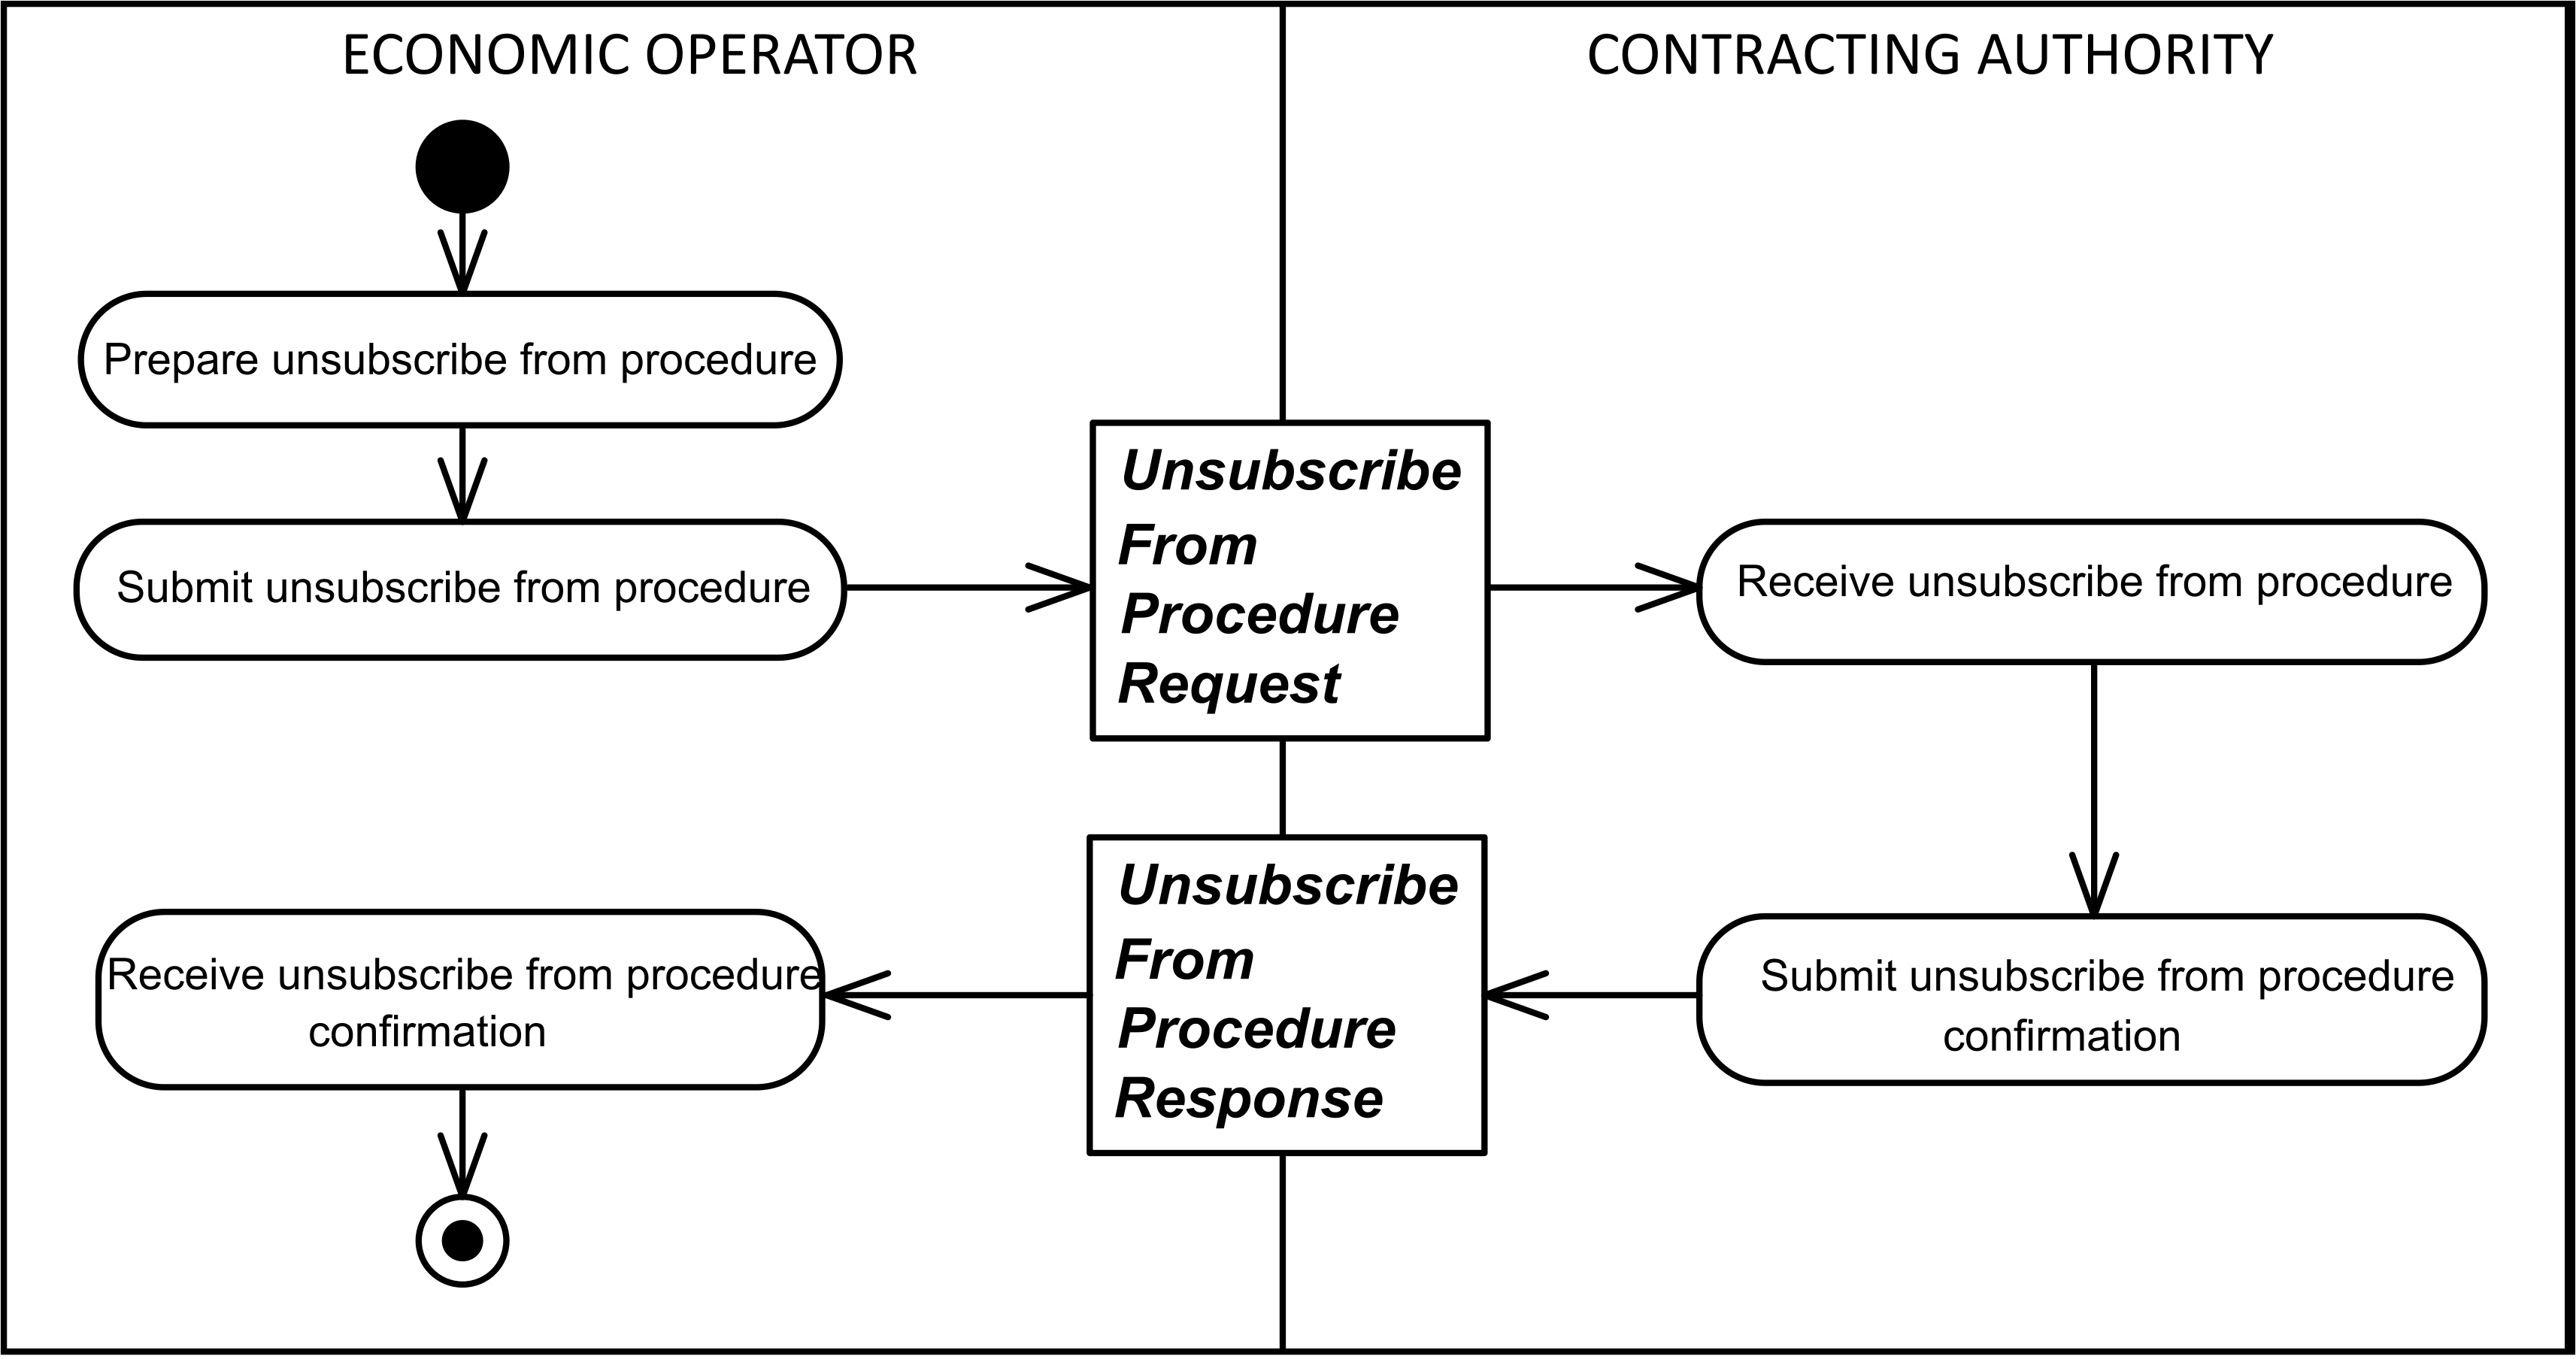 ECONOMIC OPERATOR
CONTRACTING AUTHORITY
Prepare unsubscribe from procedure
Submit unsubscribe from procedure
Unsubscribe
From
Procedure
Request
Receive unsubscribe from procedure
Submit unsubscribe from procedure
confirmation
Unsubscribe
From
Procedure
Response
Receive unsubscribe from procedure
confirmation